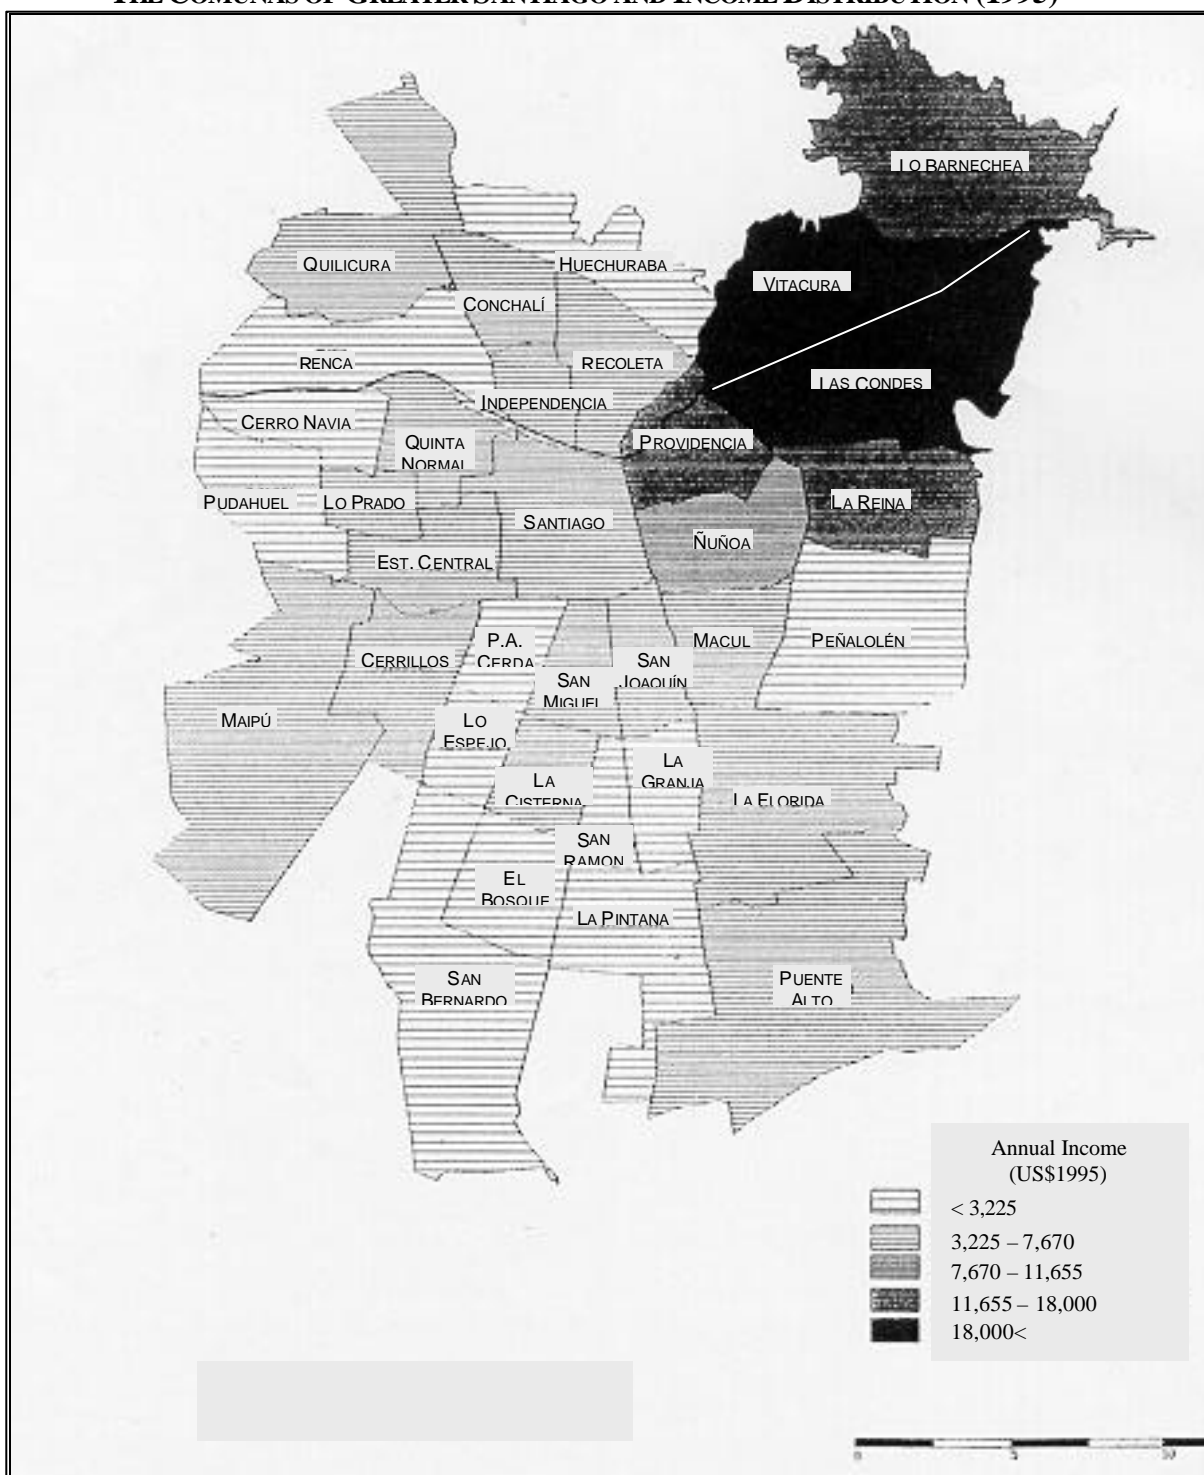 THE COMUNAS OF GREATER SANTIAGO AND INCOME DISTRIBUTION (1995)
LO BARNECHEA
QUILICURA
HUECHURABA
VITACURA
CONCHALÍ
RENCA
RECOLETA
LAS CONDES
INDEPENDENCIA
CERRO NAVIA
QUINTA
NORMAL
PROVIDENCIA
PUDAHUEL
LO PRADO
SANTIAGO
LA REINA
ÑUÑOA
EST. CENTRAL
P.A.
CERDA
MACUL
PEÑALOLÉN
CERRILLOS
SAN
JOAQUÍN
SAN
MIGUEL
MAIPÚ
LO
ESPEJO
LA
GRANJA
LA
CISTERNA
LA FLORIDA
SAN
RAMON
EL
BOSQUE
LA PINTANA
SAN
BERNARDO
PUENTE
ALTO
Annual Income
(US$1995)
< 3,225
3,225 – 7,670
7,670 – 11,655
11,655 – 18,000
18,000<
0 5 10